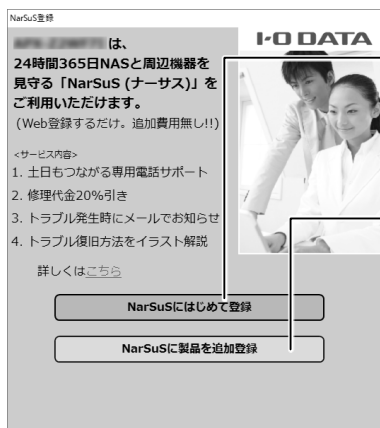 NarSuS登録
I-O DATA
は、
24時間365日NASと周辺機器を
見守る「NarSuS (ナーサス)」を
ご利用いただけます。
(Web登録するだけ。追加費用無し!!)
<サービス内容>
1. 土日もつながる専用電話サポート
2. 修理代金20%引き
3. トラブル発生時にメールでお知らせ
4. トラブル復旧方法をイラスト解説
詳しくはこちら
NarSuSにはじめて登録
NarSuSに製品を追加登録